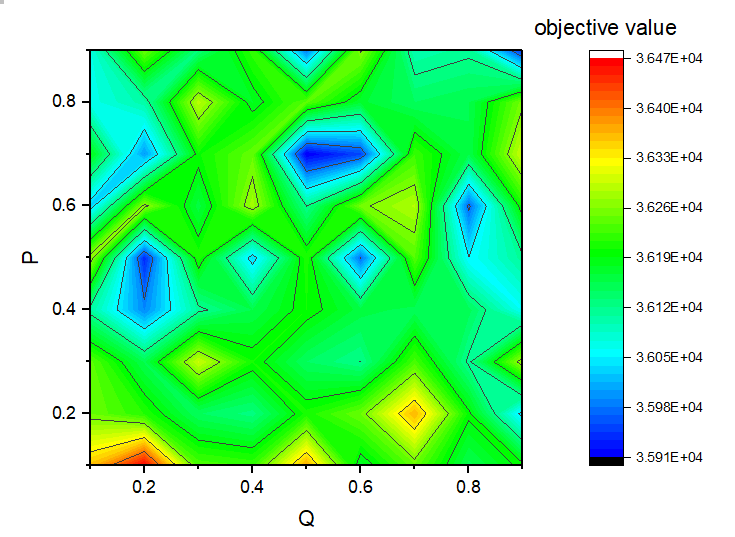 objective value
3.647E+04
3.640E+04
3.633E+04
3.626E+04
3.619E+04
3.612E+04
3.605E+04
3.598E+04
3.591E+04
0.8
0.6
0.4
0.2
P
0.2 0.4 0.6 0.8
Q